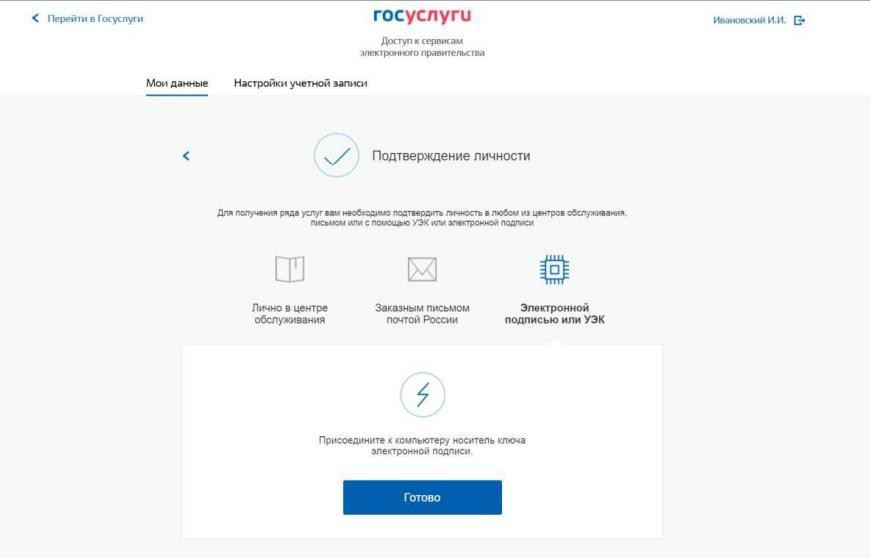 Перейти в Госуслуги
госуслуги
Ивановский И.И.
Доступ к сервисам
электронного правительства
Мои данные
Настройки учетной записи
Подтверждение личности
Для получения ряда услуг вам необходимо подтвердить личность в любом из центров обслуживания,
письмом или с помощью УЭК или электронной подписи
Лично в центре
обслуживания
Заказным письмом
почтой России
Электронной
подписью или УЭК
Присоедините к компьютеру носитель ключа
электронной подписи.
Готово